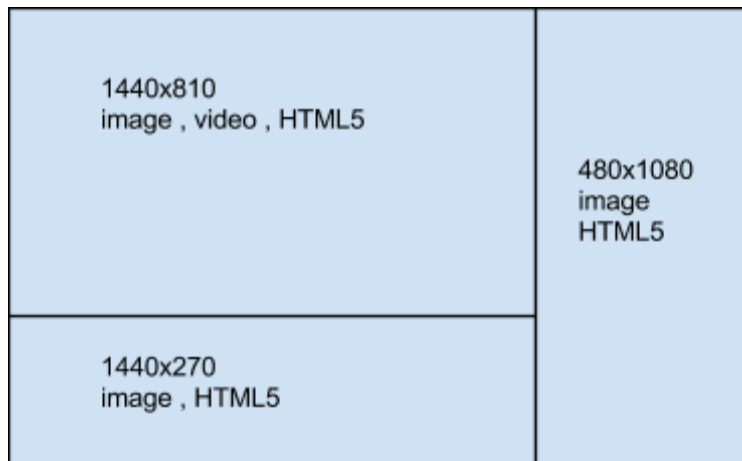 1440x810
image , video , HTML5
480x1080
image
HTML5
1440x270
image , HTML5